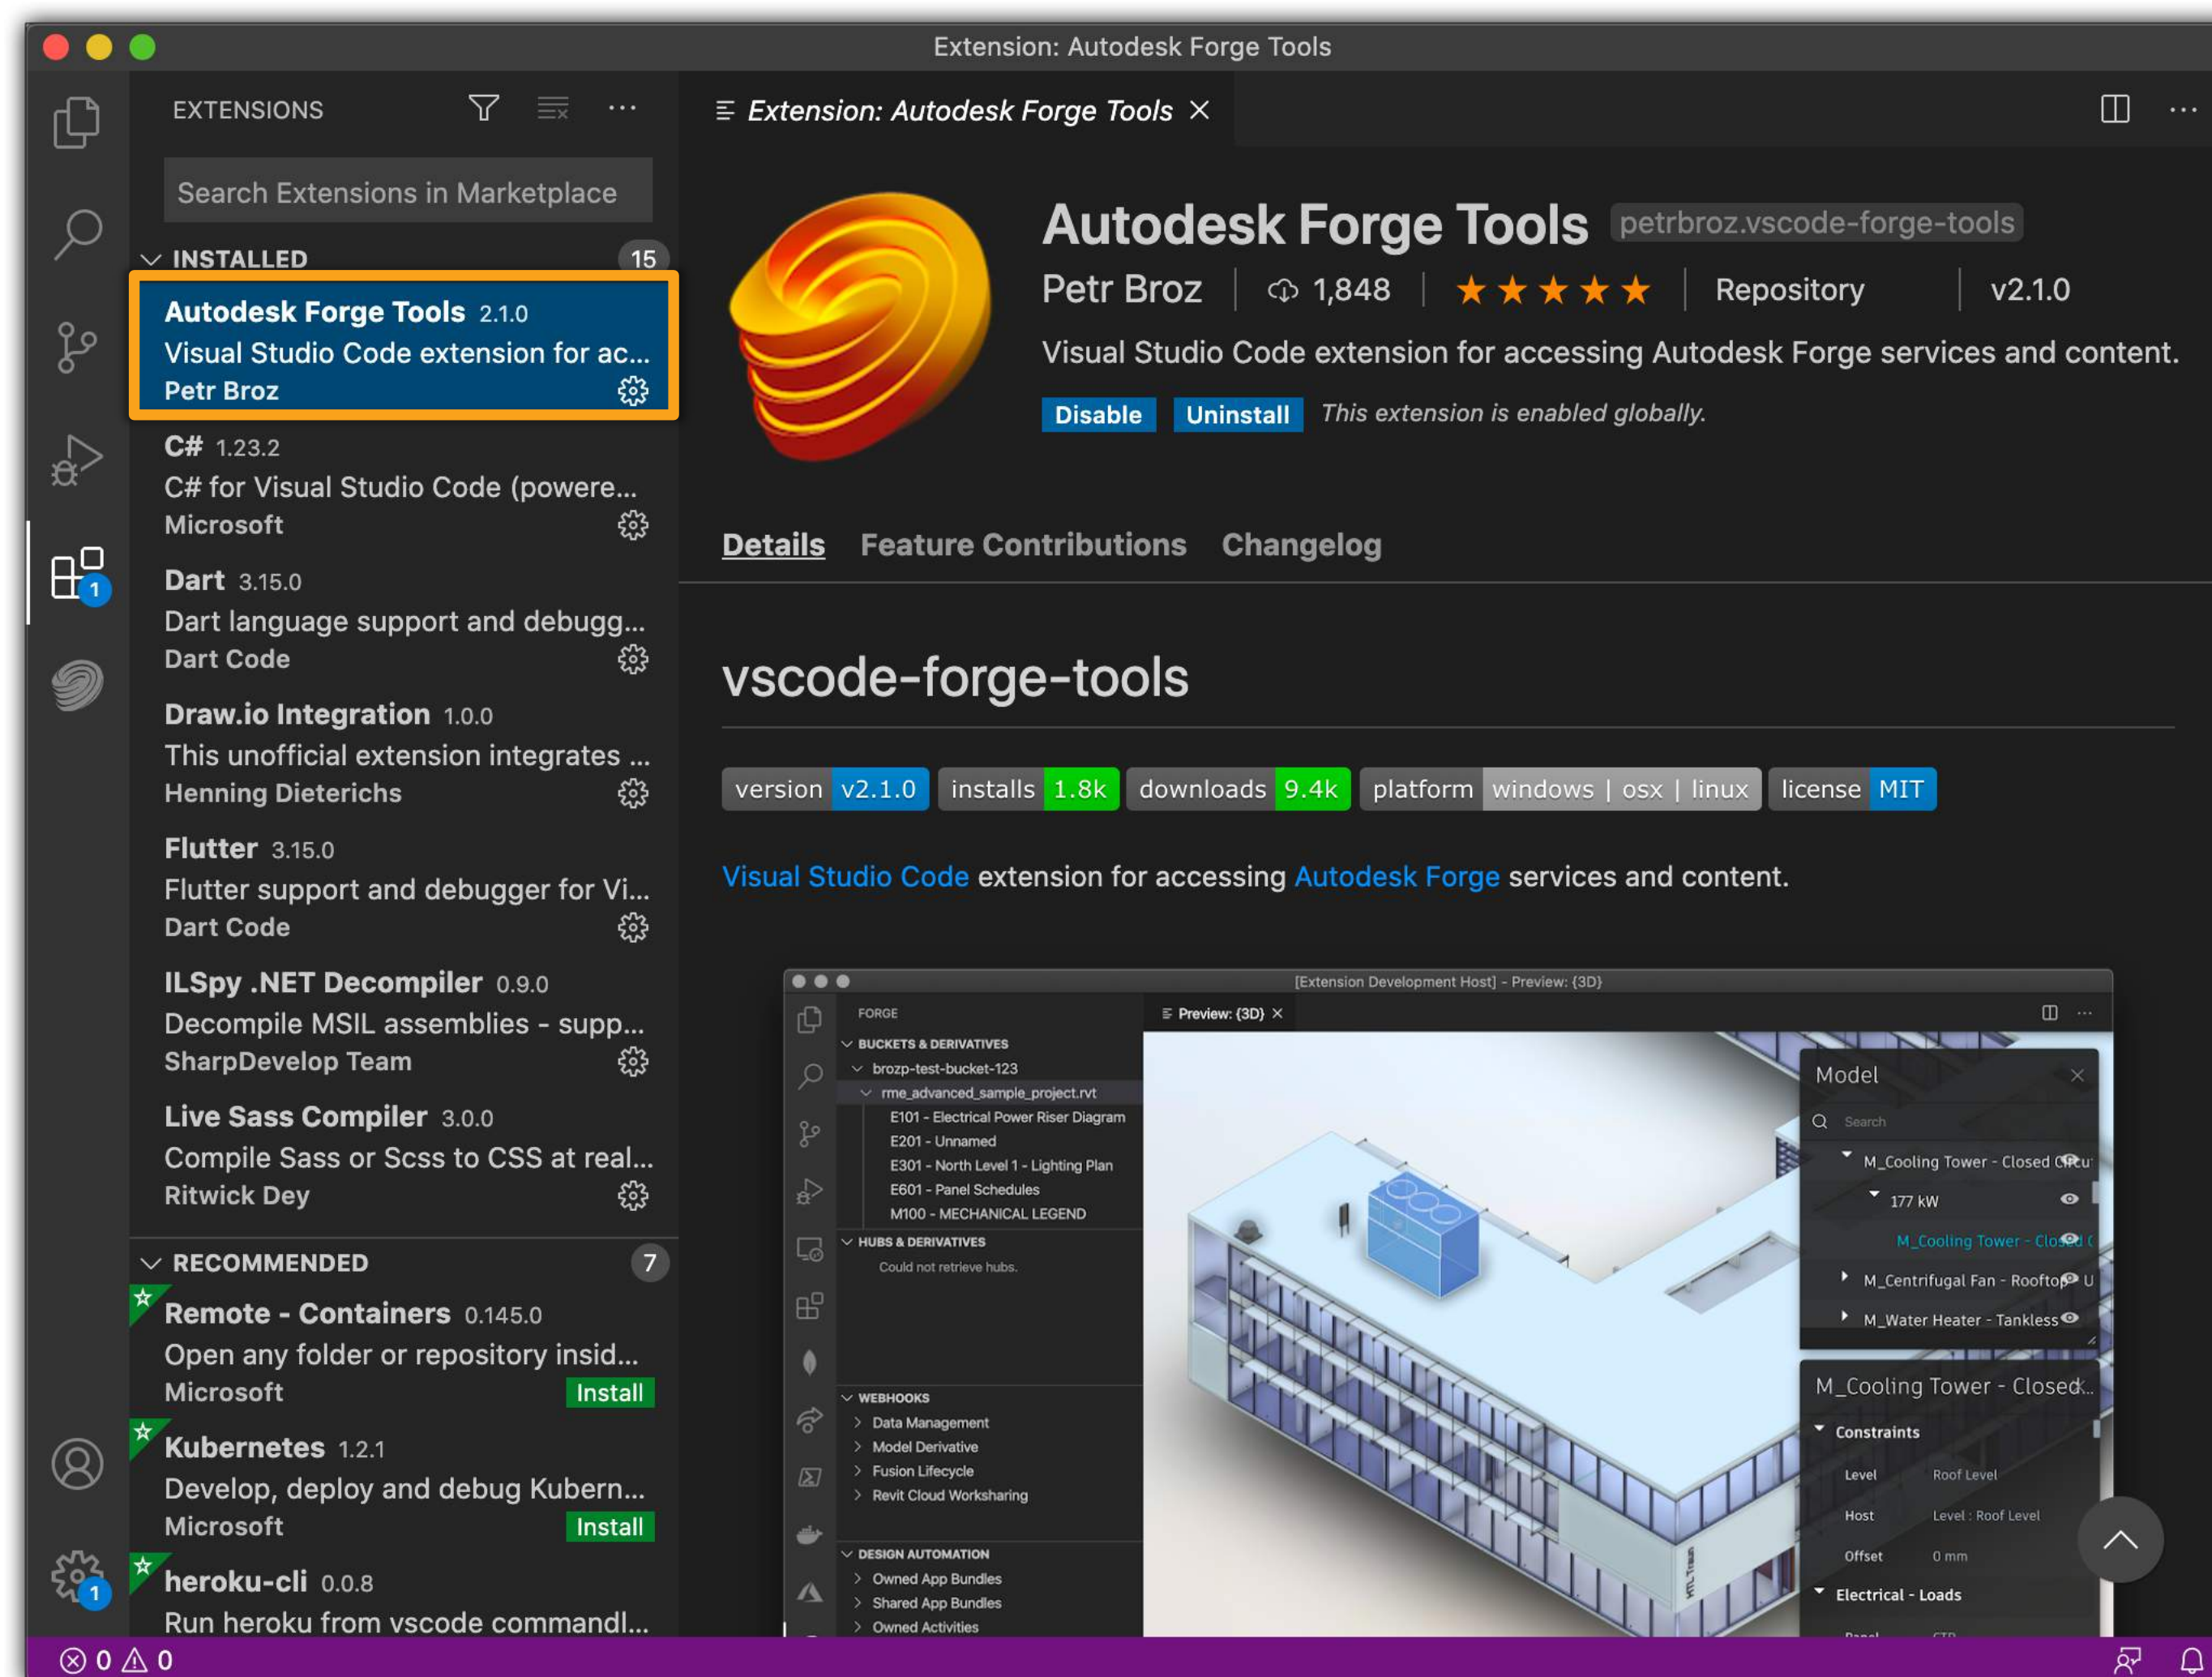 Extension: Autodesk Forge Tools
EXTENSIONS
Search Extensions in Marketplace
INSTALLED 15
Autodesk Forge Tools 2.1.0
Visual Studio Code extension for ac...
Petr Broz
C# 1.23.2
C# for Visual Studio Code (powere...
Microsoft
Dart 3.15.0
Dart language support and debugg...
Dart Code
Draw.io Integration 1.0.0
This unofficial extension integrates ...
Henning Dieterichs
Flutter 3.15.0
Flutter support and debugger for Vi...
Dart Code
ILSpy .NET Decompiler 0.9.0
Decompile MSIL assemblies - supp...
SharpDevelop Team
Live Sass Compiler 3.0.0
Compile Sass or Scss to CSS at real...
Ritwick Dey
RECOMMENDED 7
Remote - Containers 0.145.0
Open any folder or repository insid...
Microsoft Install
Kubernetes 1.2.1
Develop, deploy and debug Kubern...
Microsoft Install
heroku-cli 0.0.8
Run heroku from vscode commandl...
1
1
0 0
Extension: Autodesk Forge Tools
Autodesk Forge Tools petrbroz.vscode-forge-tools
Petr Broz 1,848 Repository v2.1.0
Visual Studio Code extension for accessing Autodesk Forge services and content.
Disable Uninstall This extension is enabled globally.
Details Feature Contributions Changelog
vscode-forge-tools
version v2.1.0 installs 1.8k downloads 9.4k platform windows | osx | linux license MIT
Visual Studio Code extension for accessing Autodesk Forge services and content.
[Extension Development Host] - Preview: {3D}
FORGE
BUCKETS & DERIVATIVES
brozp-test-bucket-123
rme_advanced_sample_project.rvt
E101 - Electrical Power Riser Diagram
E201 - Unnamed
E301 - North Level 1 - Lighting Plan
E601 - Panel Schedules
M100 - MECHANICAL LEGEND
HUBS & DERIVATIVES
Could not retrieve hubs.
WEBHOOKS
Data Management
Model Derivative
Fusion Lifecycle
Revit Cloud Worksharing
DESIGN AUTOMATION
Owned App Bundles
Shared App Bundles
Owned Activities
Preview: {3D}
HTL Traun
Model
Search
M_Cooling Tower - Closed Circu
177 kW
M_Cooling Tower - Closed C
M_Centrifugal Fan - Rooftop U
M_Water Heater - Tankless
M_Cooling Tower - Closed...
Constraints
Level Roof Level
Host Level : Roof Level
Offset 0 mm
Electrical - Loads